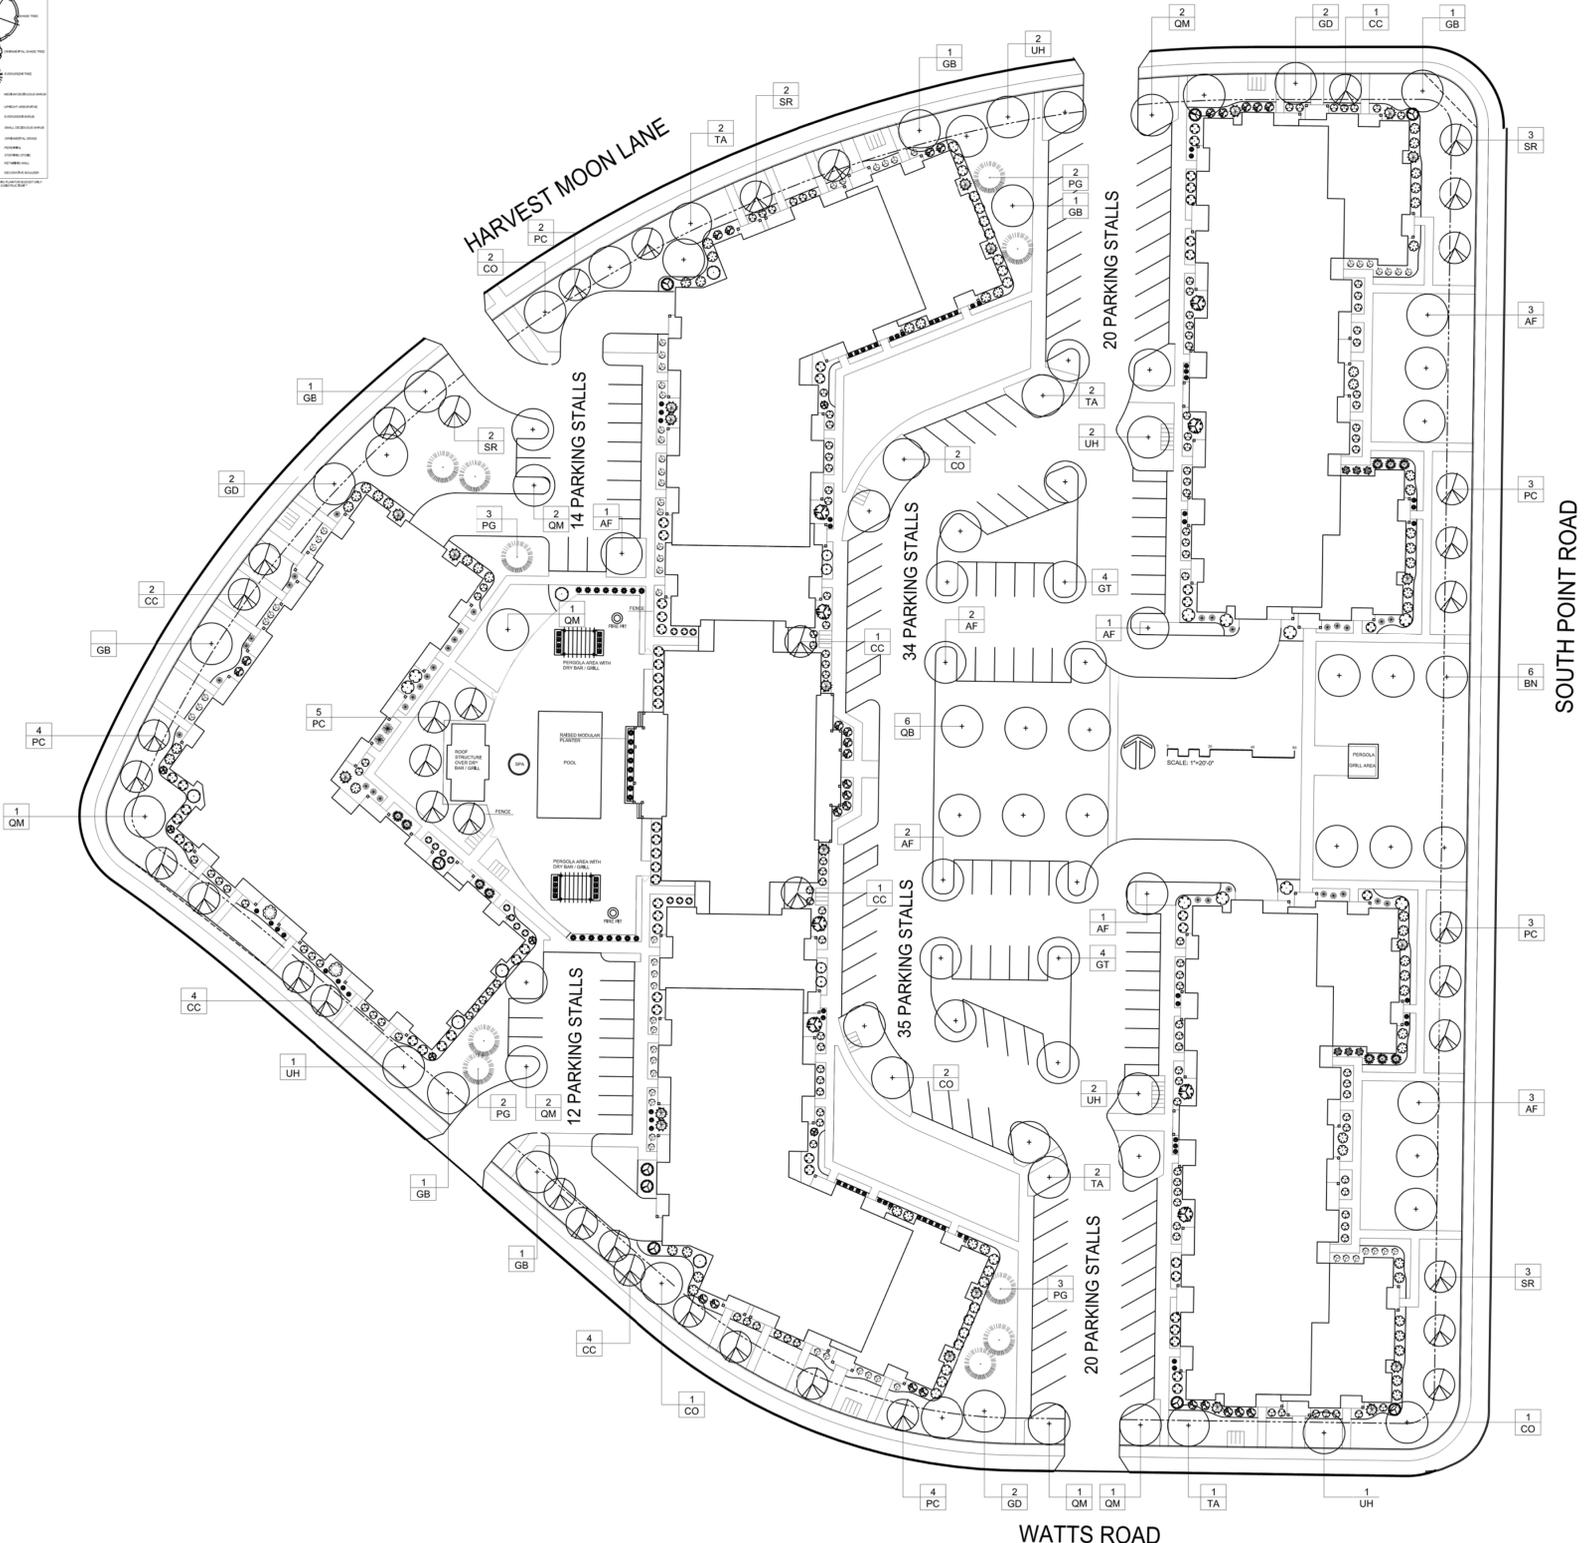 2
QM
2
GD
1
CC
1
GB
2
UH
1
GB
2
SR
2
TA
3
SR
HARVEST MOON LANE
2
PG
1
GB
2
PC
2
CO
20 PARKING STALLS
3
AF
1
GB
2
SR
14 PARKING STALLS
2
TA
2
UH
2
CO
2
GD
3
PG
2
QM
1
AF
34 PARKING STALLS
3
PC
SOUTH POINT ROAD
4
GT
2
CC
1
QM
FIRE PIT
FENCE
PERGOLA AREA WITH
DRY BAR / GRILL
GB
1
CC
2
AF
1
AF
6
BN
5
PC
4
PC
6
QB
RAISED MODULAR
PLANTER
ROOF
STRUCTURE
OVER DRY
BAR / GRILL
SPA
POOL
SCALE: 1"=20'-0"
PERGOLA
GRILL AREA
1
QM
FENCE
PERGOLA AREA WITH
DRY BAR / GRILL
FIRE PIT
2
AF
1
CC
1
AF
3
PC
4
CC
12 PARKING STALLS
35 PARKING STALLS
4
GT
1
UH
2
PG
2
QM
2
CO
2
UH
3
AF
1
GB
2
TA
1
GB
20 PARKING STALLS
3
PG
3
SR
4
CC
1
CO
1
CO
4
PC
2
GD
1
QM
1
QM
1
TA
1
UH
WATTS ROAD